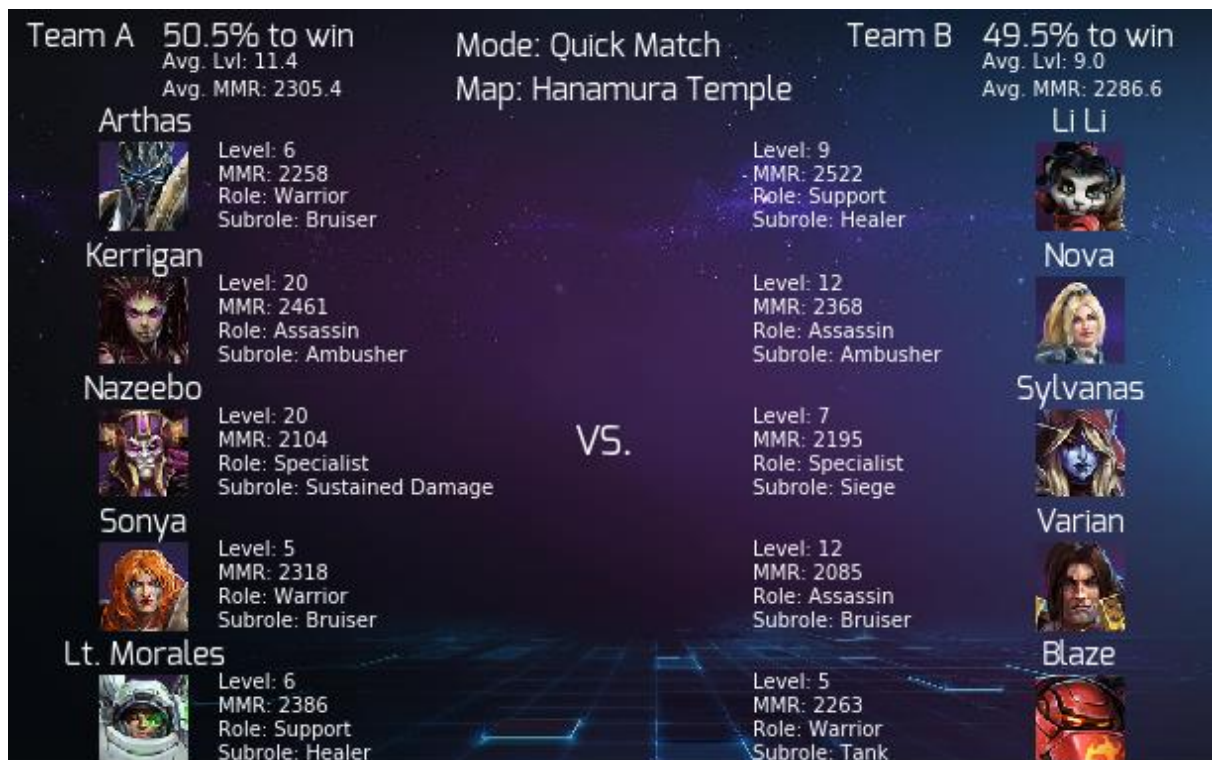 Team A 50.5% to win
Avg. Lvl: 11.4
Avg. MMR: 2305.4
Mode: Quick Match
Map: Hanamura Temple
Team B 49.5% to win
Avg. Lvl: 9.0
Avg. MMR: 2286.6
Arthas
Level: 6
MMR: 2258
Role: Warrior
Subrole: Bruiser
Kerrigan
Level: 20
MMR: 2461
Role: Assassin
Subrole: Ambusher
Nazeebo
Level: 20
MMR: 2104
Role: Specialist
Subrole: Sustained Damage
Sonya
Level: 5
MMR: 2318
Role: Warrior
Subrole: Bruiser
Lt. Morales
Level: 6
MMR: 2386
Role: Support
Subrole: Healer
VS.
Li Li
Level: 9
MMR: 2522
Role: Support
Subrole: Healer
Nova
Level: 12
MMR: 2368
Role: Assassin
Subrole: Ambusher
Sylvanas
Level: 7
MMR: 2195
Role: Specialist
Subrole: Siege
Varian
Level: 12
MMR: 2085
Role: Assassin
Subrole: Bruiser
Blaze
Level: 5
MMR: 2263
Role: Warrior
Subrole: Tank